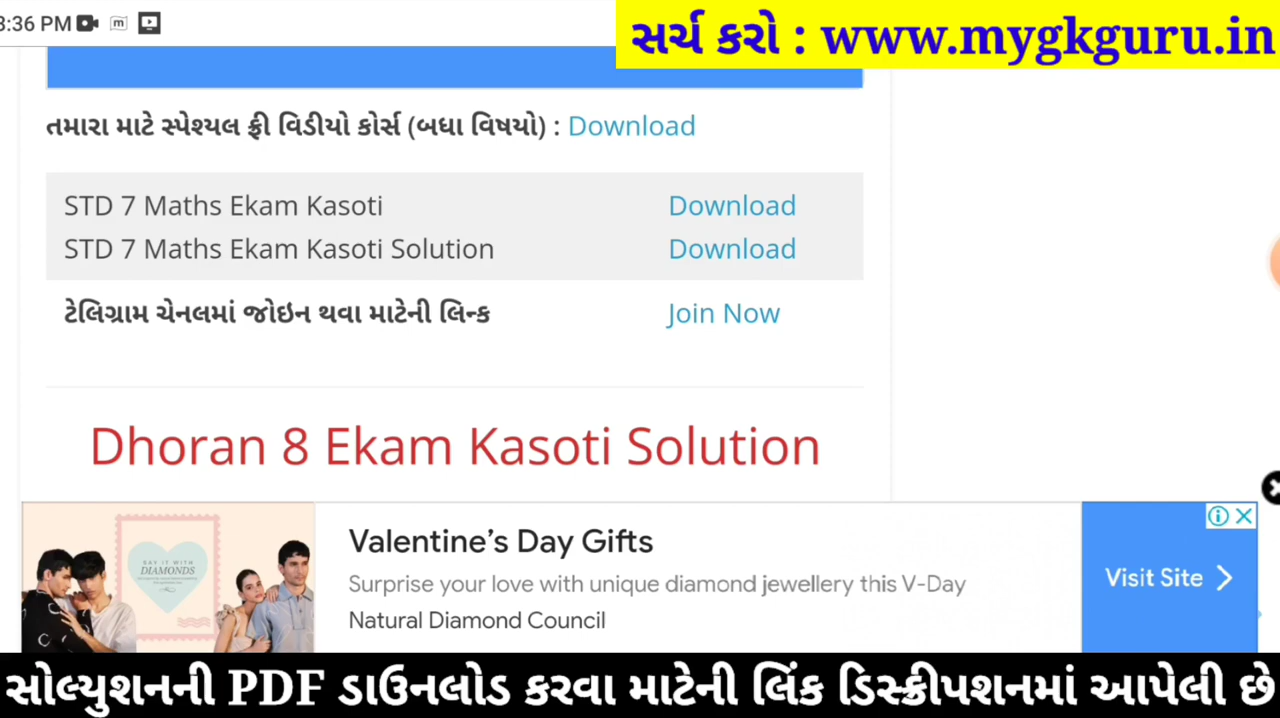 3:36 PM
સર્ચ કરો : www.mygkguru.in
તમારા માટે સ્પેશ્યલ ફ્રી વિડીયો કોર્સ (બધા વિષયો) : Download
STD 7 Maths Ekam Kasoti Download
STD 7 Maths Ekam Kasoti Solution Download
ટેલિગ્રામ ચેનલમાં જોઇન થવા માટેની લિન્ક Join Now
Dhoran 8 Ekam Kasoti Solution
SAY IT WITH
DIAMONDS
Valentine’s Day Gifts
Surprise your love with unique diamond jewellery this V-Day
Natural Diamond Council
Visit Site
સોલ્યુશનની PDF ડાઉનલોડ કરવા માટેની લિંક ડિસ્ક્રીપશનમાં આપેલી છે